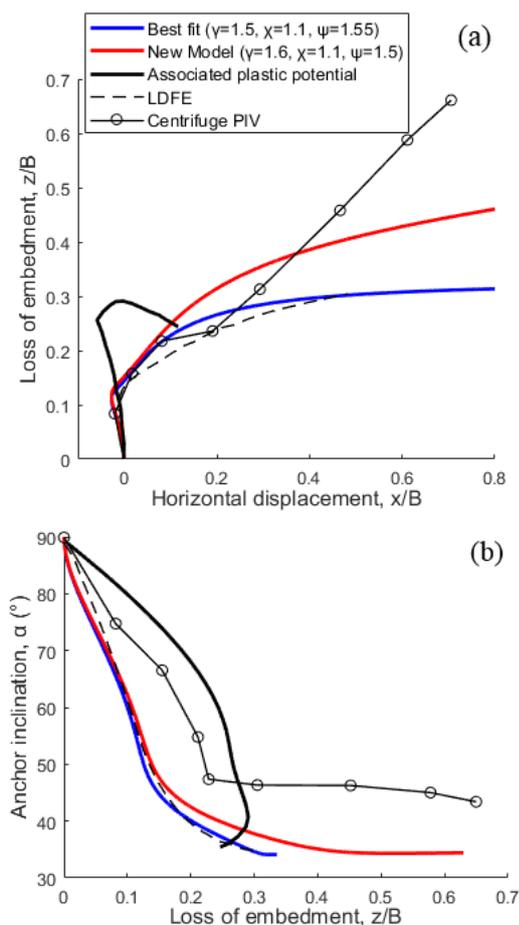 Best fit (γ=1.5, χ=1.1, ψ=1.55)
New Model (γ=1.6, χ=1.1, ψ=1.5)
Associated plastic potential
LDFE
Centrifuge PIV
(a)
0.7
0.6
0.5
0.4
0.3
0.2
0.1
0
Loss of embedment, z/B
0 0.2 0.4 0.6 0.8
Horizontal displacement, x/B
(b)
90
80
70
60
50
40
30
Anchor inclination, α (°)
0 0.1 0.2 0.3 0.4 0.5 0.6 0.7
Loss of embedment, z/B